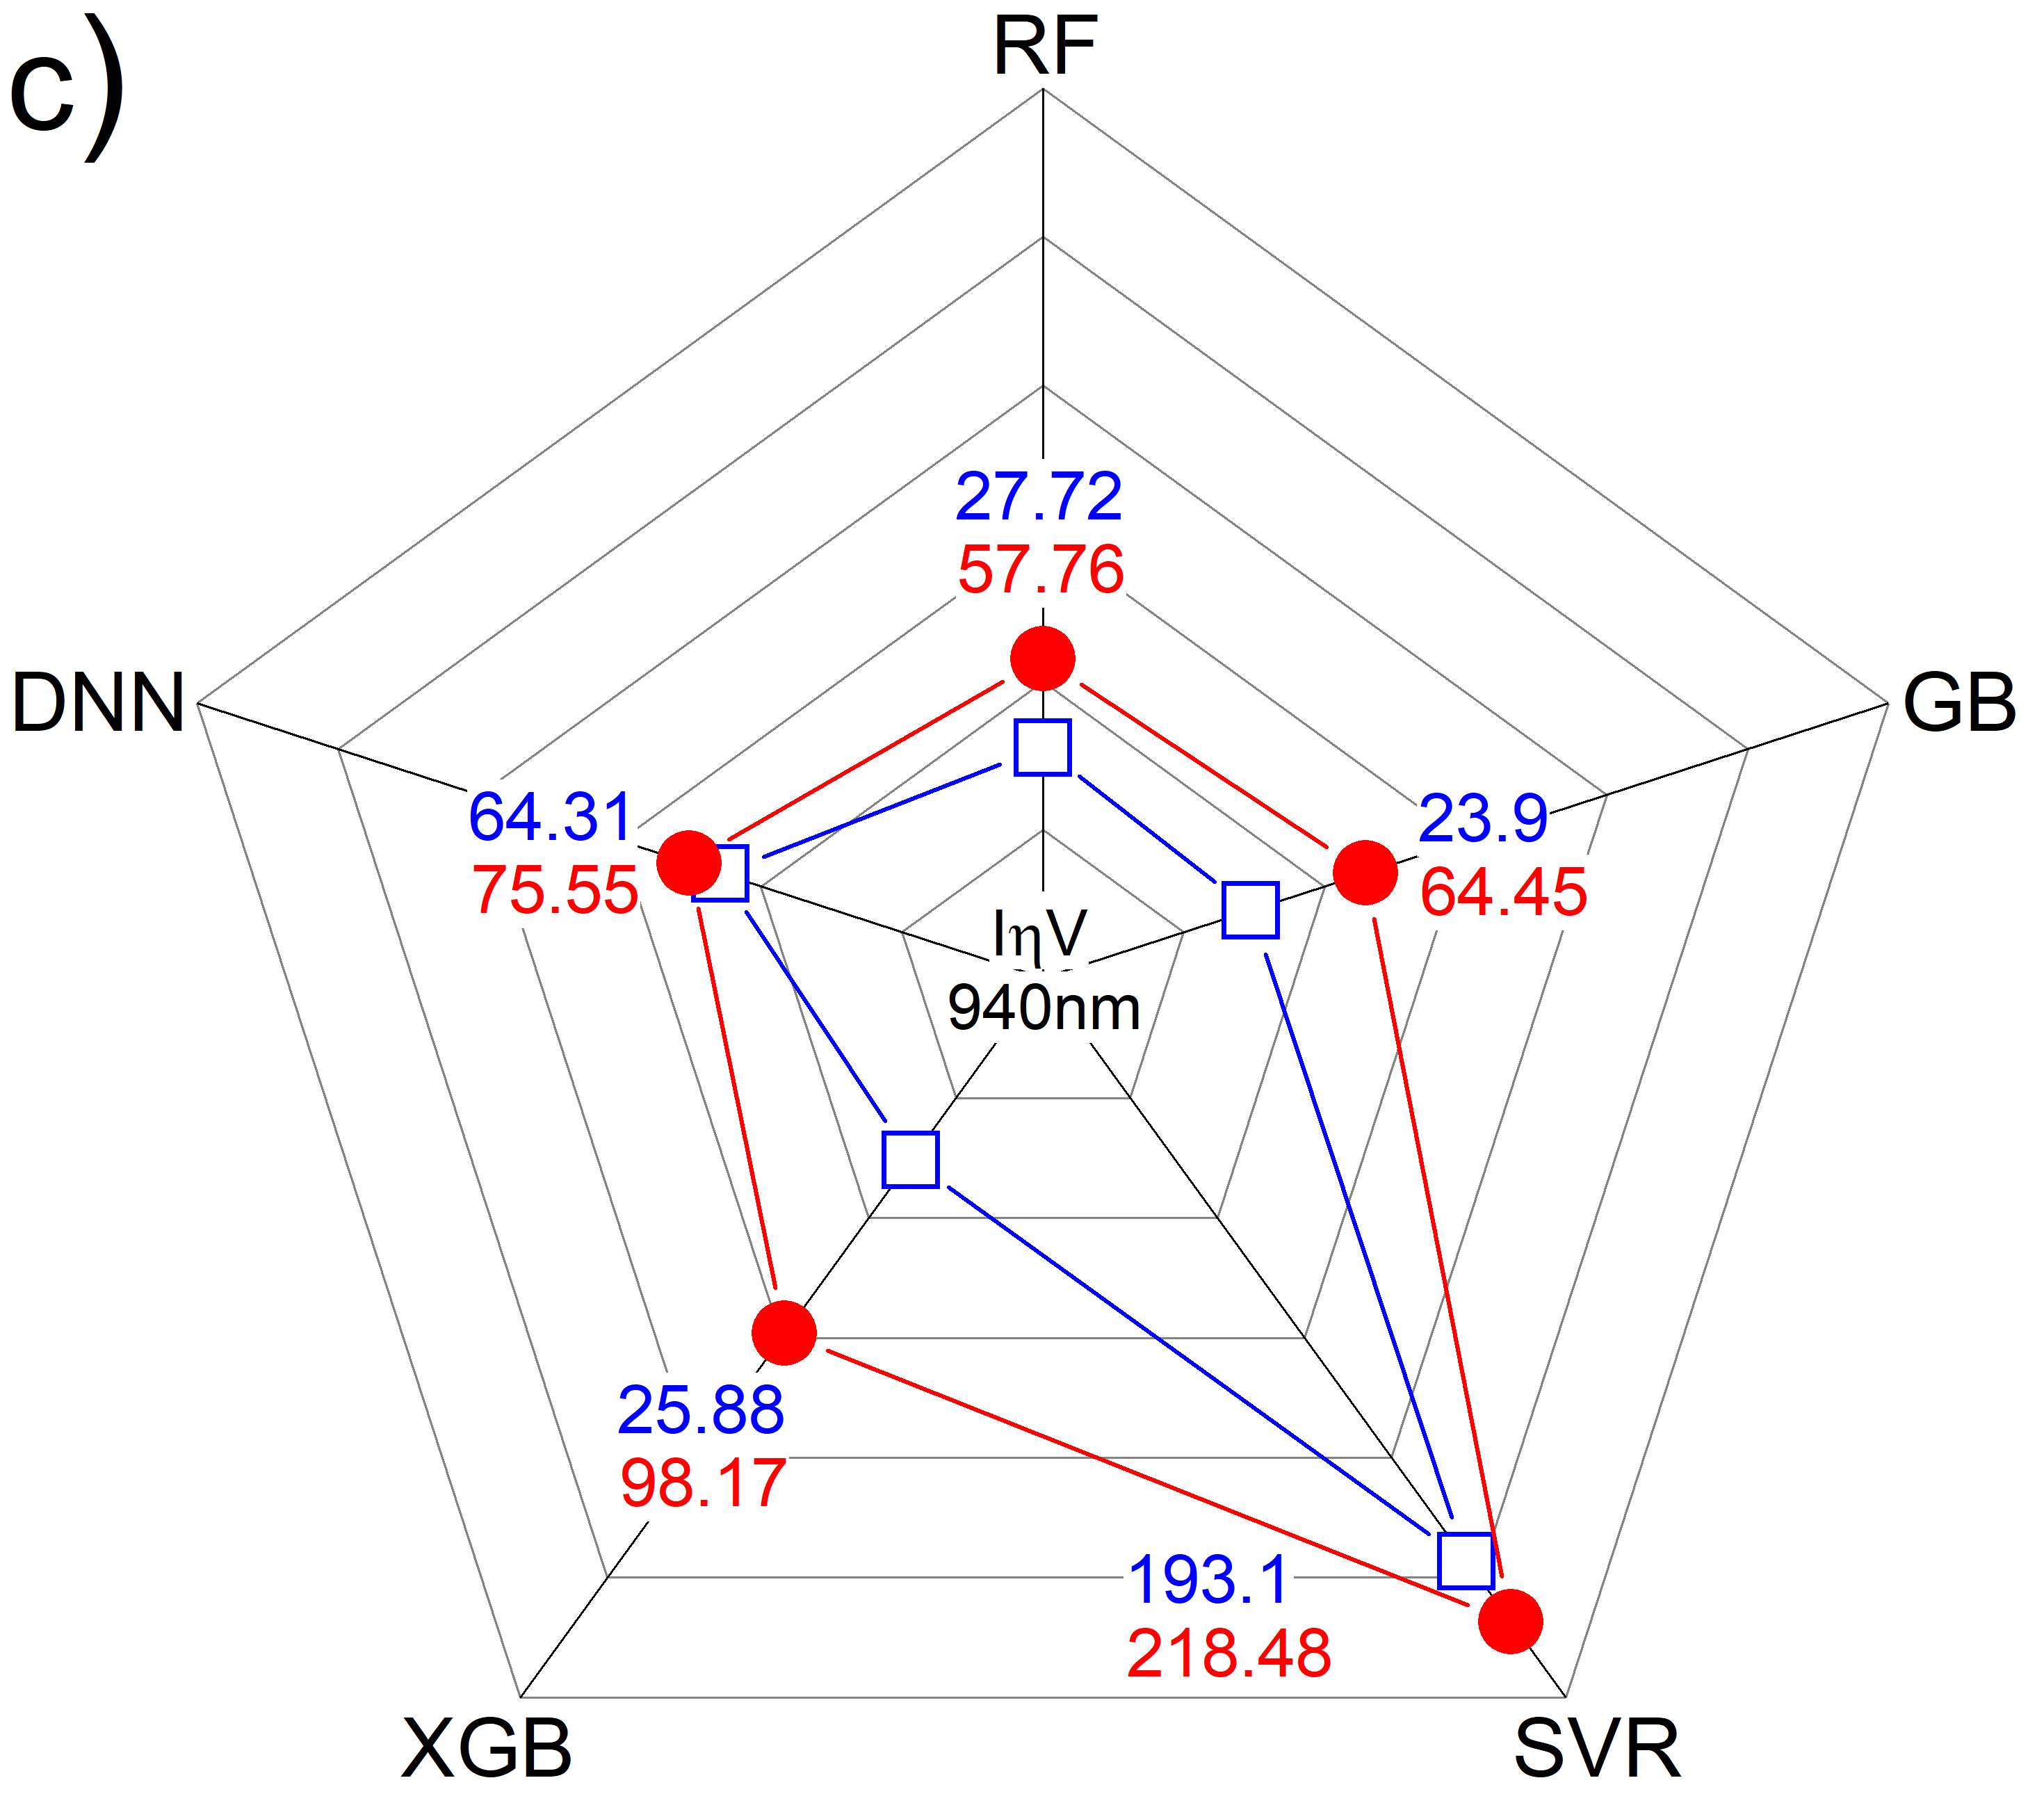 c)
RF
27.72
57.76
DNN
GB
64.31
75.55
23.9
64.45
IηV
940nm
25.88
98.17
193.1
218.48
XGB
SVR